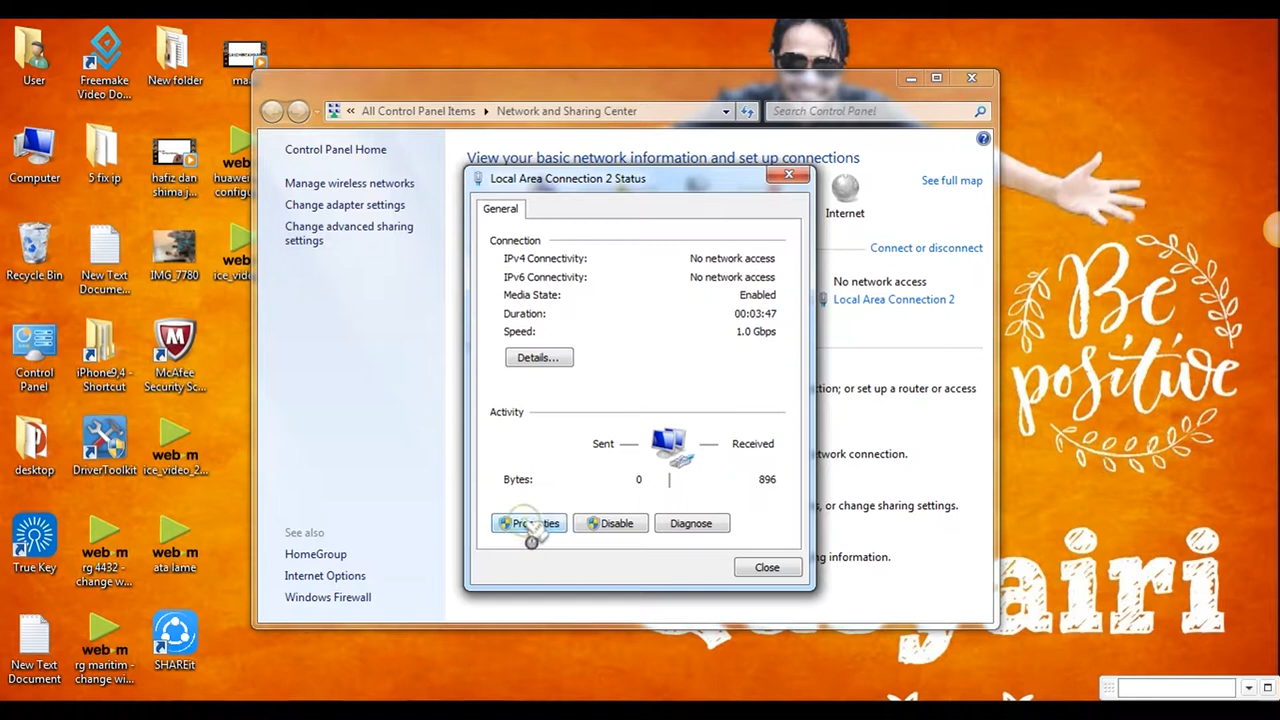 User
Freemake
Video Do...
New folder
Computer
5 fix ip
hafiz dan
shima j...
Recycle Bin
New Text
Docume...
IMG_7780
ice_video...
Control
Panel
iPhone9,4 -
Shortcut
McAfee
Security Sc...
desktop
DriverToolkit
ice_video_2...
True Key
web m
rg 4432 -
change w...
web m
ata lame
New Text
Document
web m
rg maritim -
change wi...
SHAREit
All Control Panel Items
Network and Sharing Center
Search Control Panel
Control Panel Home
Manage wireless networks
Change adapter settings
Change advanced sharing
settings
See also
HomeGroup
Internet Options
Windows Firewall
View your basic network information and set up connections
See full map
Internet
Connect or disconnect
No network access
Local Area Connection 2
ction; or set up a router or access
twork connection.
s, or change sharing settings.
ing information.
Local Area Connection 2 Status
General
Connection
IPv4 Connectivity: No network access
IPv6 Connectivity: No network access
Media State: Enabled
Duration: 00:03:47
Speed: 1.0 Gbps
Details...
Activity
Sent
Received
Bytes: 0 896
Properties
Disable
Diagnose
Close
Be
positive
airi